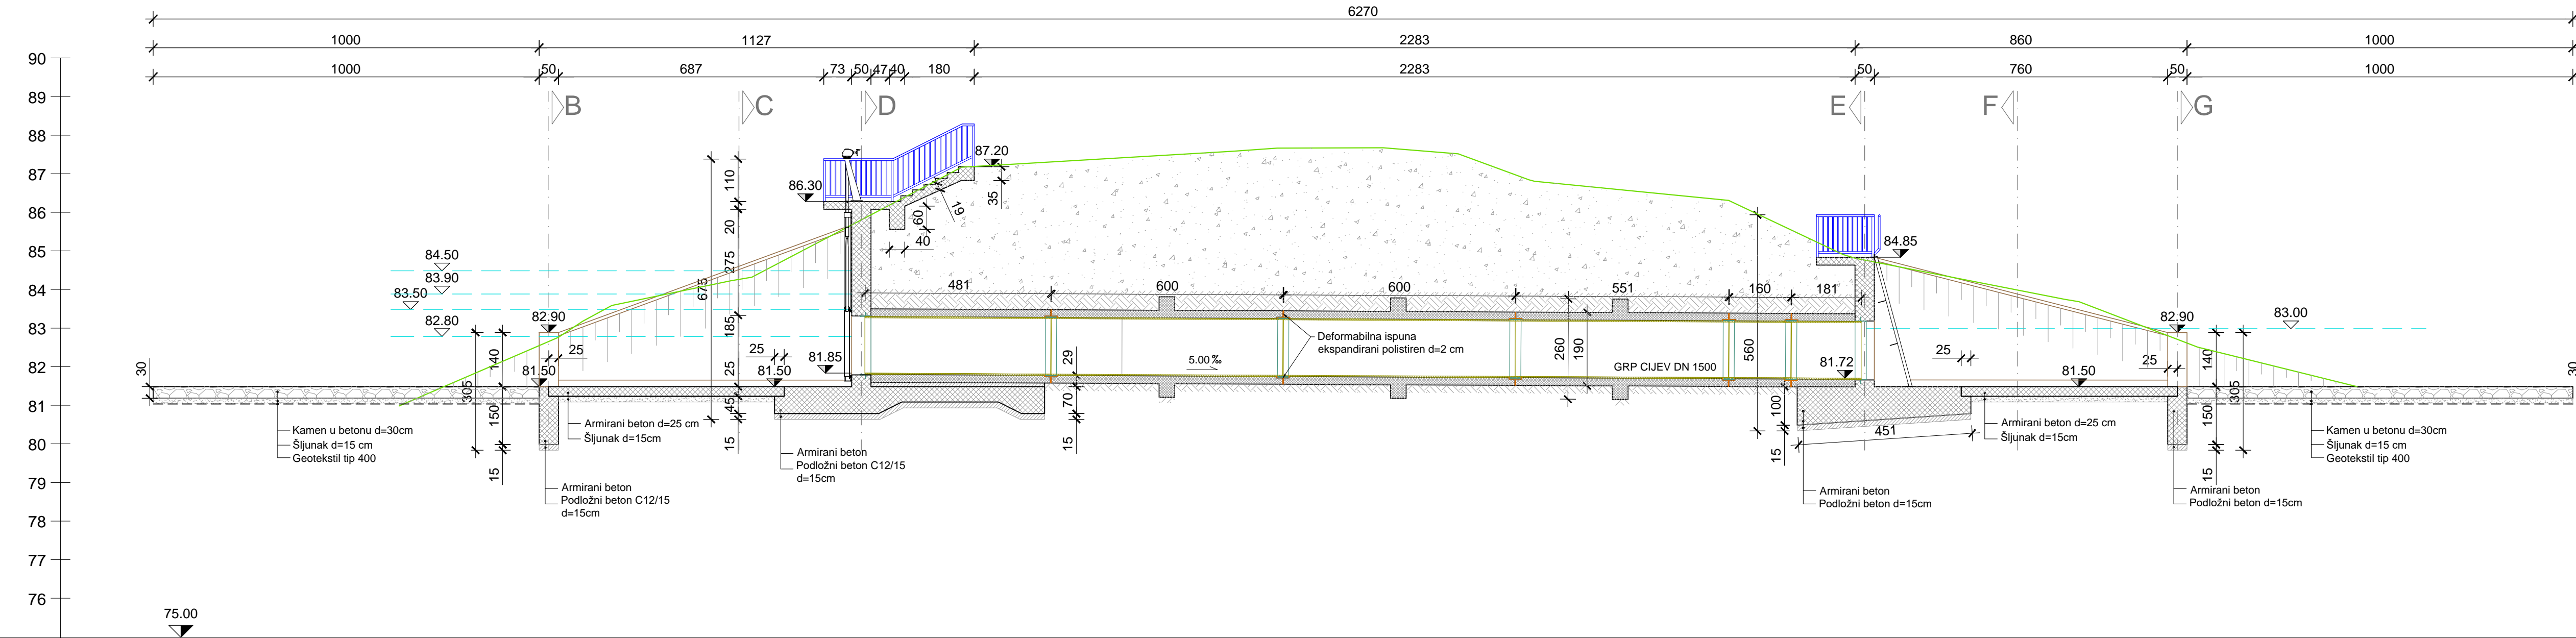 6270
1000 1127 2283 860 1000
1000 50 687 73 50 47 40 180 2283 50 760 50 1000
90
89
88
87
86
85
84
83
82
81
80
79
78
77
76
75.00
B
C
D
E
F
G
87.20
86.30
110
20
275
675
185
25
45
15
35
19
60
40
84.50
83.90
83.50
82.80
82.90
25
140
81.50
305
150
15
30
25
81.50
81.85
481 600 600 551 160 181
29
70
15
5.00‰
Deformabilna ispuna
ekspandirani polistiren d=2 cm
260
190
GRP CIJEV DN 1500
560
81.72
84.85
100
15
451
25
81.50
25
82.90
83.00
140
305
150
15
30
Kamen u betonu d=30cm
Šljunak d=15 cm
Geotekstil tip 400
Armirani beton d=25 cm
Šljunak d=15cm
Armirani beton
Podložni beton C12/15
d=15cm
Armirani beton
Podložni beton C12/15
d=15cm
Armirani beton
Podložni beton d=15cm
Armirani beton d=25 cm
Šljunak d=15cm
Armirani beton
Podložni beton d=15cm
Kamen u betonu d=30cm
Šljunak d=15 cm
Geotekstil tip 400